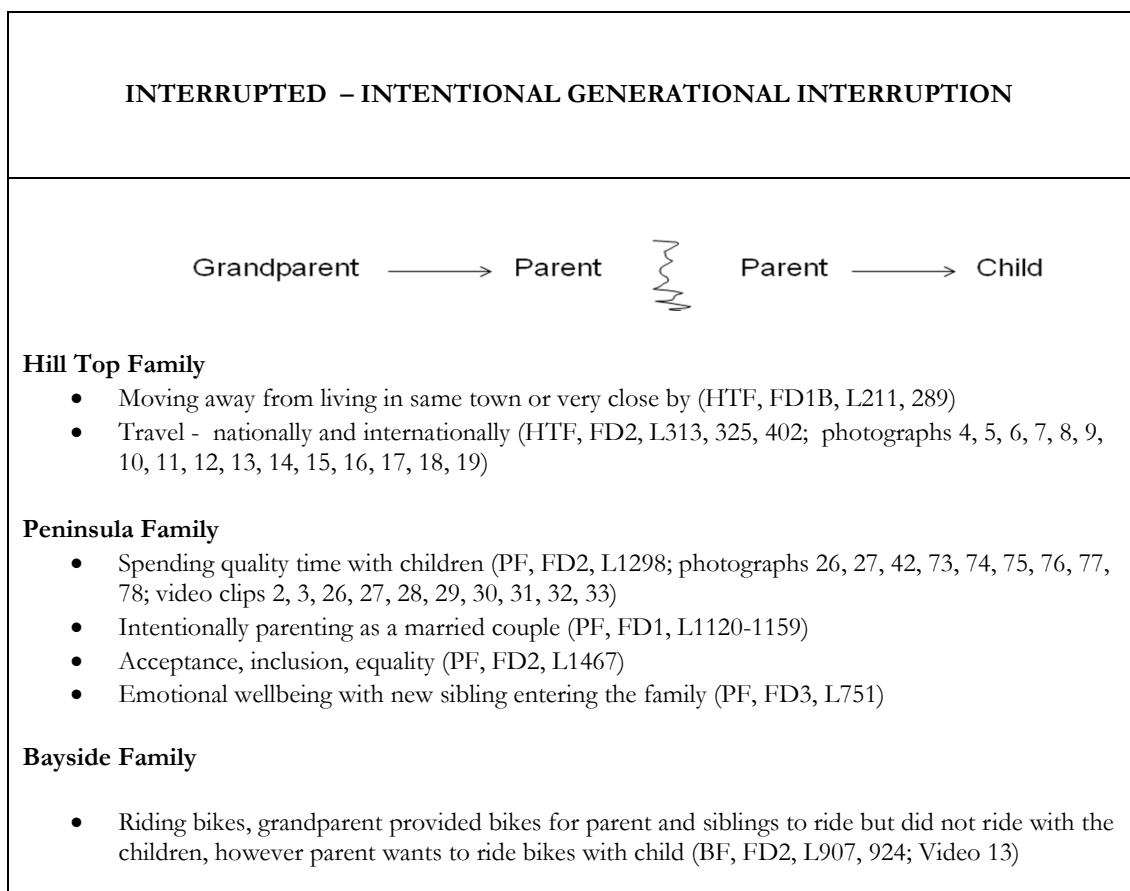 INTERRUPTED – INTENTIONAL GENERATIONAL INTERRUPTION
Grandparent Parent Parent Child
Hill Top Family
• Moving away from living in same town or very close by (HTF, FD1B, L211, 289)
• Travel - nationally and internationally (HTF, FD2, L313, 325, 402; photographs 4, 5, 6, 7, 8, 9,
10, 11, 12, 13, 14, 15, 16, 17, 18, 19)
Peninsula Family
• Spending quality time with children (PF, FD2, L1298; photographs 26, 27, 42, 73, 74, 75, 76, 77,
78; video clips 2, 3, 26, 27, 28, 29, 30, 31, 32, 33)
• Intentionally parenting as a married couple (PF, FD1, L1120-1159)
• Acceptance, inclusion, equality (PF, FD2, L1467)
• Emotional wellbeing with new sibling entering the family (PF, FD3, L751)
Bayside Family
• Riding bikes, grandparent provided bikes for parent and siblings to ride but did not ride with the
children, however parent wants to ride bikes with child (BF, FD2, L907, 924; Video 13)